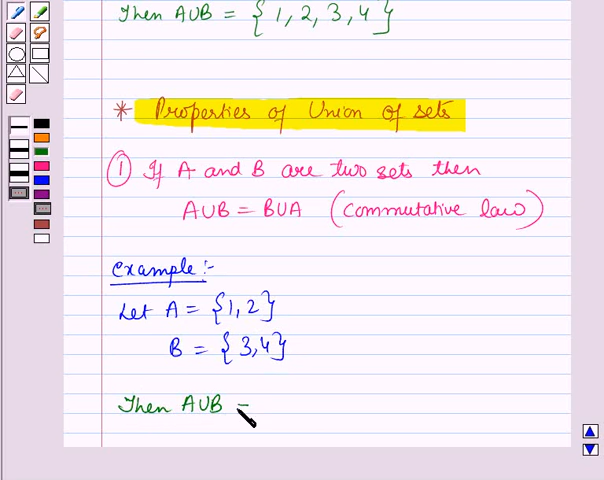 Then A∪B = { 1, 2, 3, 4 }
* Properties of Union of sets
① If A and B are two sets then
A∪B = B∪A (commutative law)
Example:-
Let A = {1, 2}
B = {3, 4}
Then A∪B =